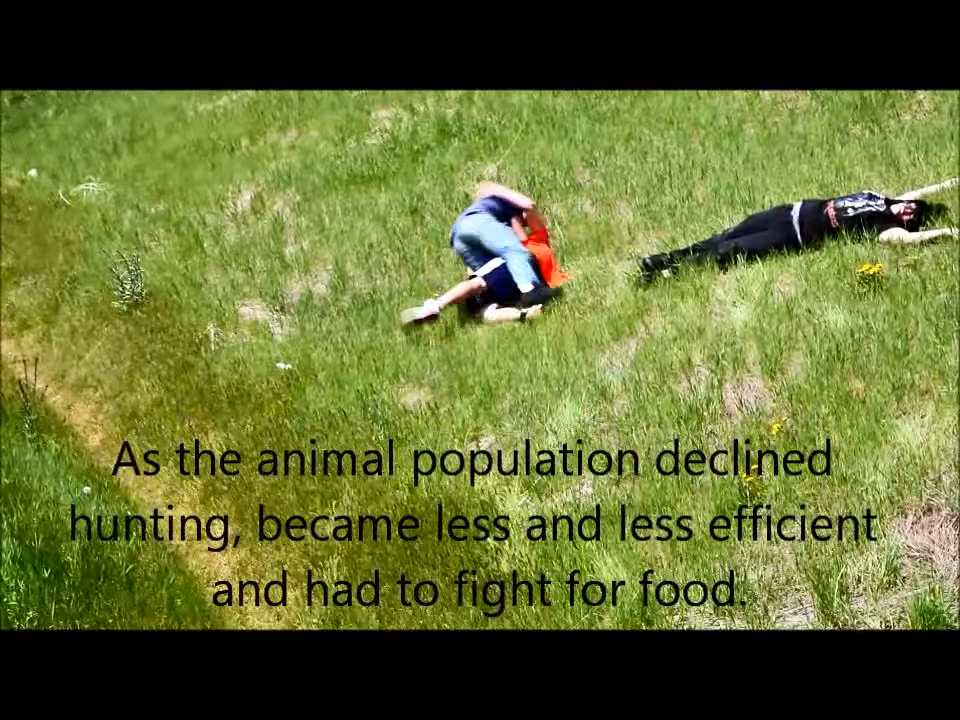 As the animal population declined
hunting, became less and less efficient
and had to fight for food.